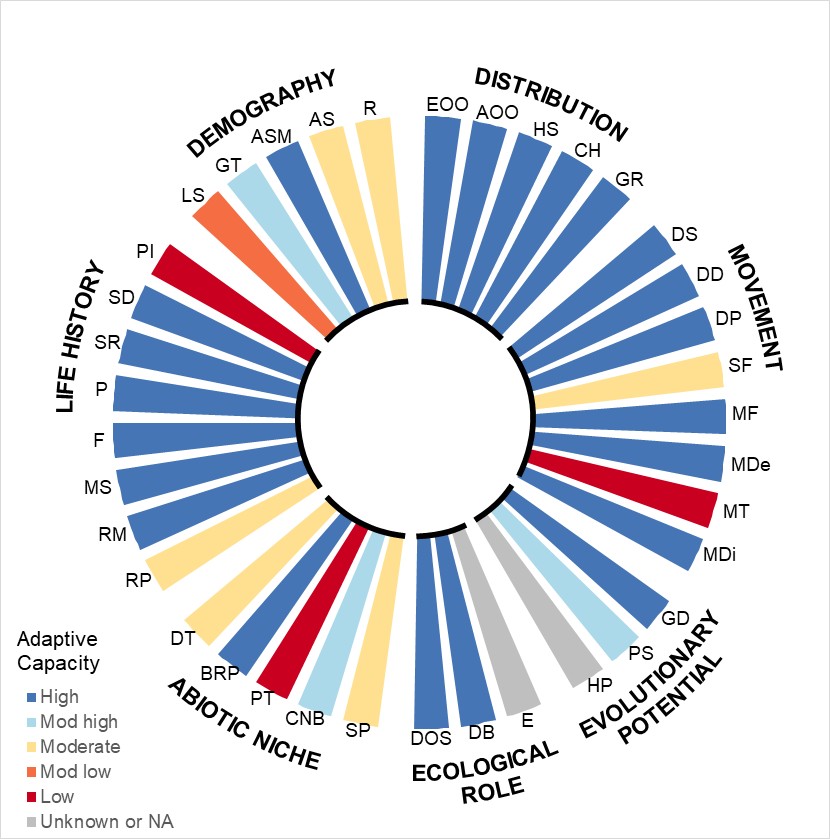 DISTRIBUTION
EOO
AOO
HS
CH
GR
MOVEMENT
DS
DD
DP
SF
MF
MDe
MT
MDi
EVOLUTIONARY
POTENTIAL
GD
PS
HP
ECOLOGICAL
ROLE
E
DB
DOS
ABIOTIC NICHE
SP
CNB
PT
BRP
DT
LIFE HISTORY
RP
RM
MS
F
P
SR
SD
PI
DEMOGRAPHY
LS
GT
ASM
AS
R
Adaptive
Capacity
High
Mod high
Moderate
Mod low
Low
Unknown or NA